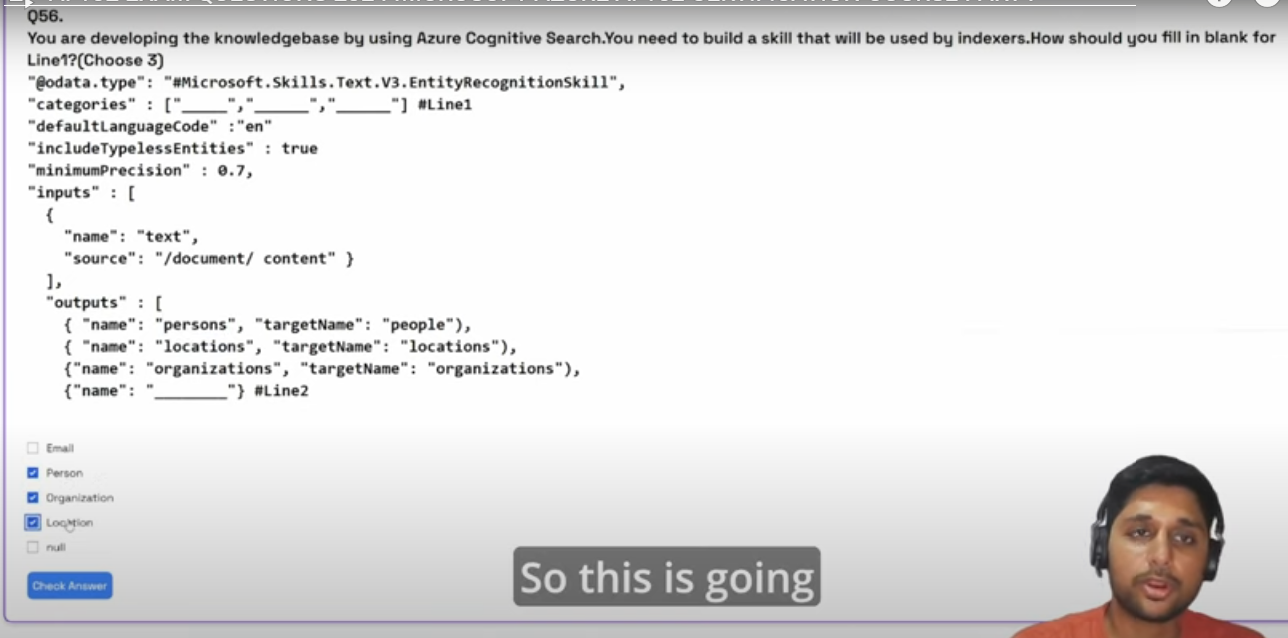 Q56.
You are developing the knowledgebase by using Azure Cognitive Search.You need to build a skill that will be used by indexers.How should you fill in blank for
Line1?(Choose 3)
"@odata.type": "#Microsoft.Skills.Text.V3.EntityRecognitionSkill",
"categories" : ["_____","______","______"] #Line1
"defaultLanguageCode" :"en"
"includeTypelessEntities" : true
"minimumPrecision" : 0.7,
"inputs" : [
{
"name": "text",
"source": "/document/ content" }
],
"outputs" : [
{ "name": "persons", "targetName": "people"),
{ "name": "locations", "targetName": "locations"),
{"name": "organizations", "targetName": "organizations"),
{"name": "________"} #Line2
Email
Person
Organization
Location
null
Check Answer
So this is going